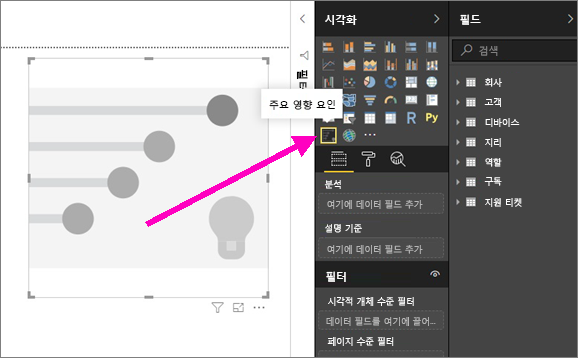 시각화
필드
검색
주요 영향 요인
회사
고객
디바이스
지리
역할
구독
지원 티켓
R
Py
분석
여기에 데이터 필드 추가
설명 기준
여기에 데이터 필드 추가
필터
시각적 개체 수준 필터
데이터 필드를 여기에 끌어...
페이지 수준 필터